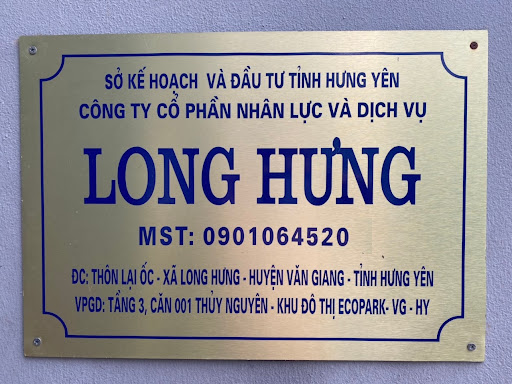 SỞ KẾ HOẠCH VÀ ĐẦU TƯ TỈNH HƯNG YÊN
CÔNG TY CỔ PHẦN NHÂN LỰC VÀ DỊCH VỤ
LONG HƯNG
MST: 0901064520
ĐC: THÔN LẠI ỐC - XÃ LONG HƯNG - HUYỆN VĂN GIANG - TỈNH HƯNG YÊN
VPGD: TẦNG 3, CĂN 001 THỦY NGUYÊN - KHU ĐÔ THỊ ECOPARK- VG - HY